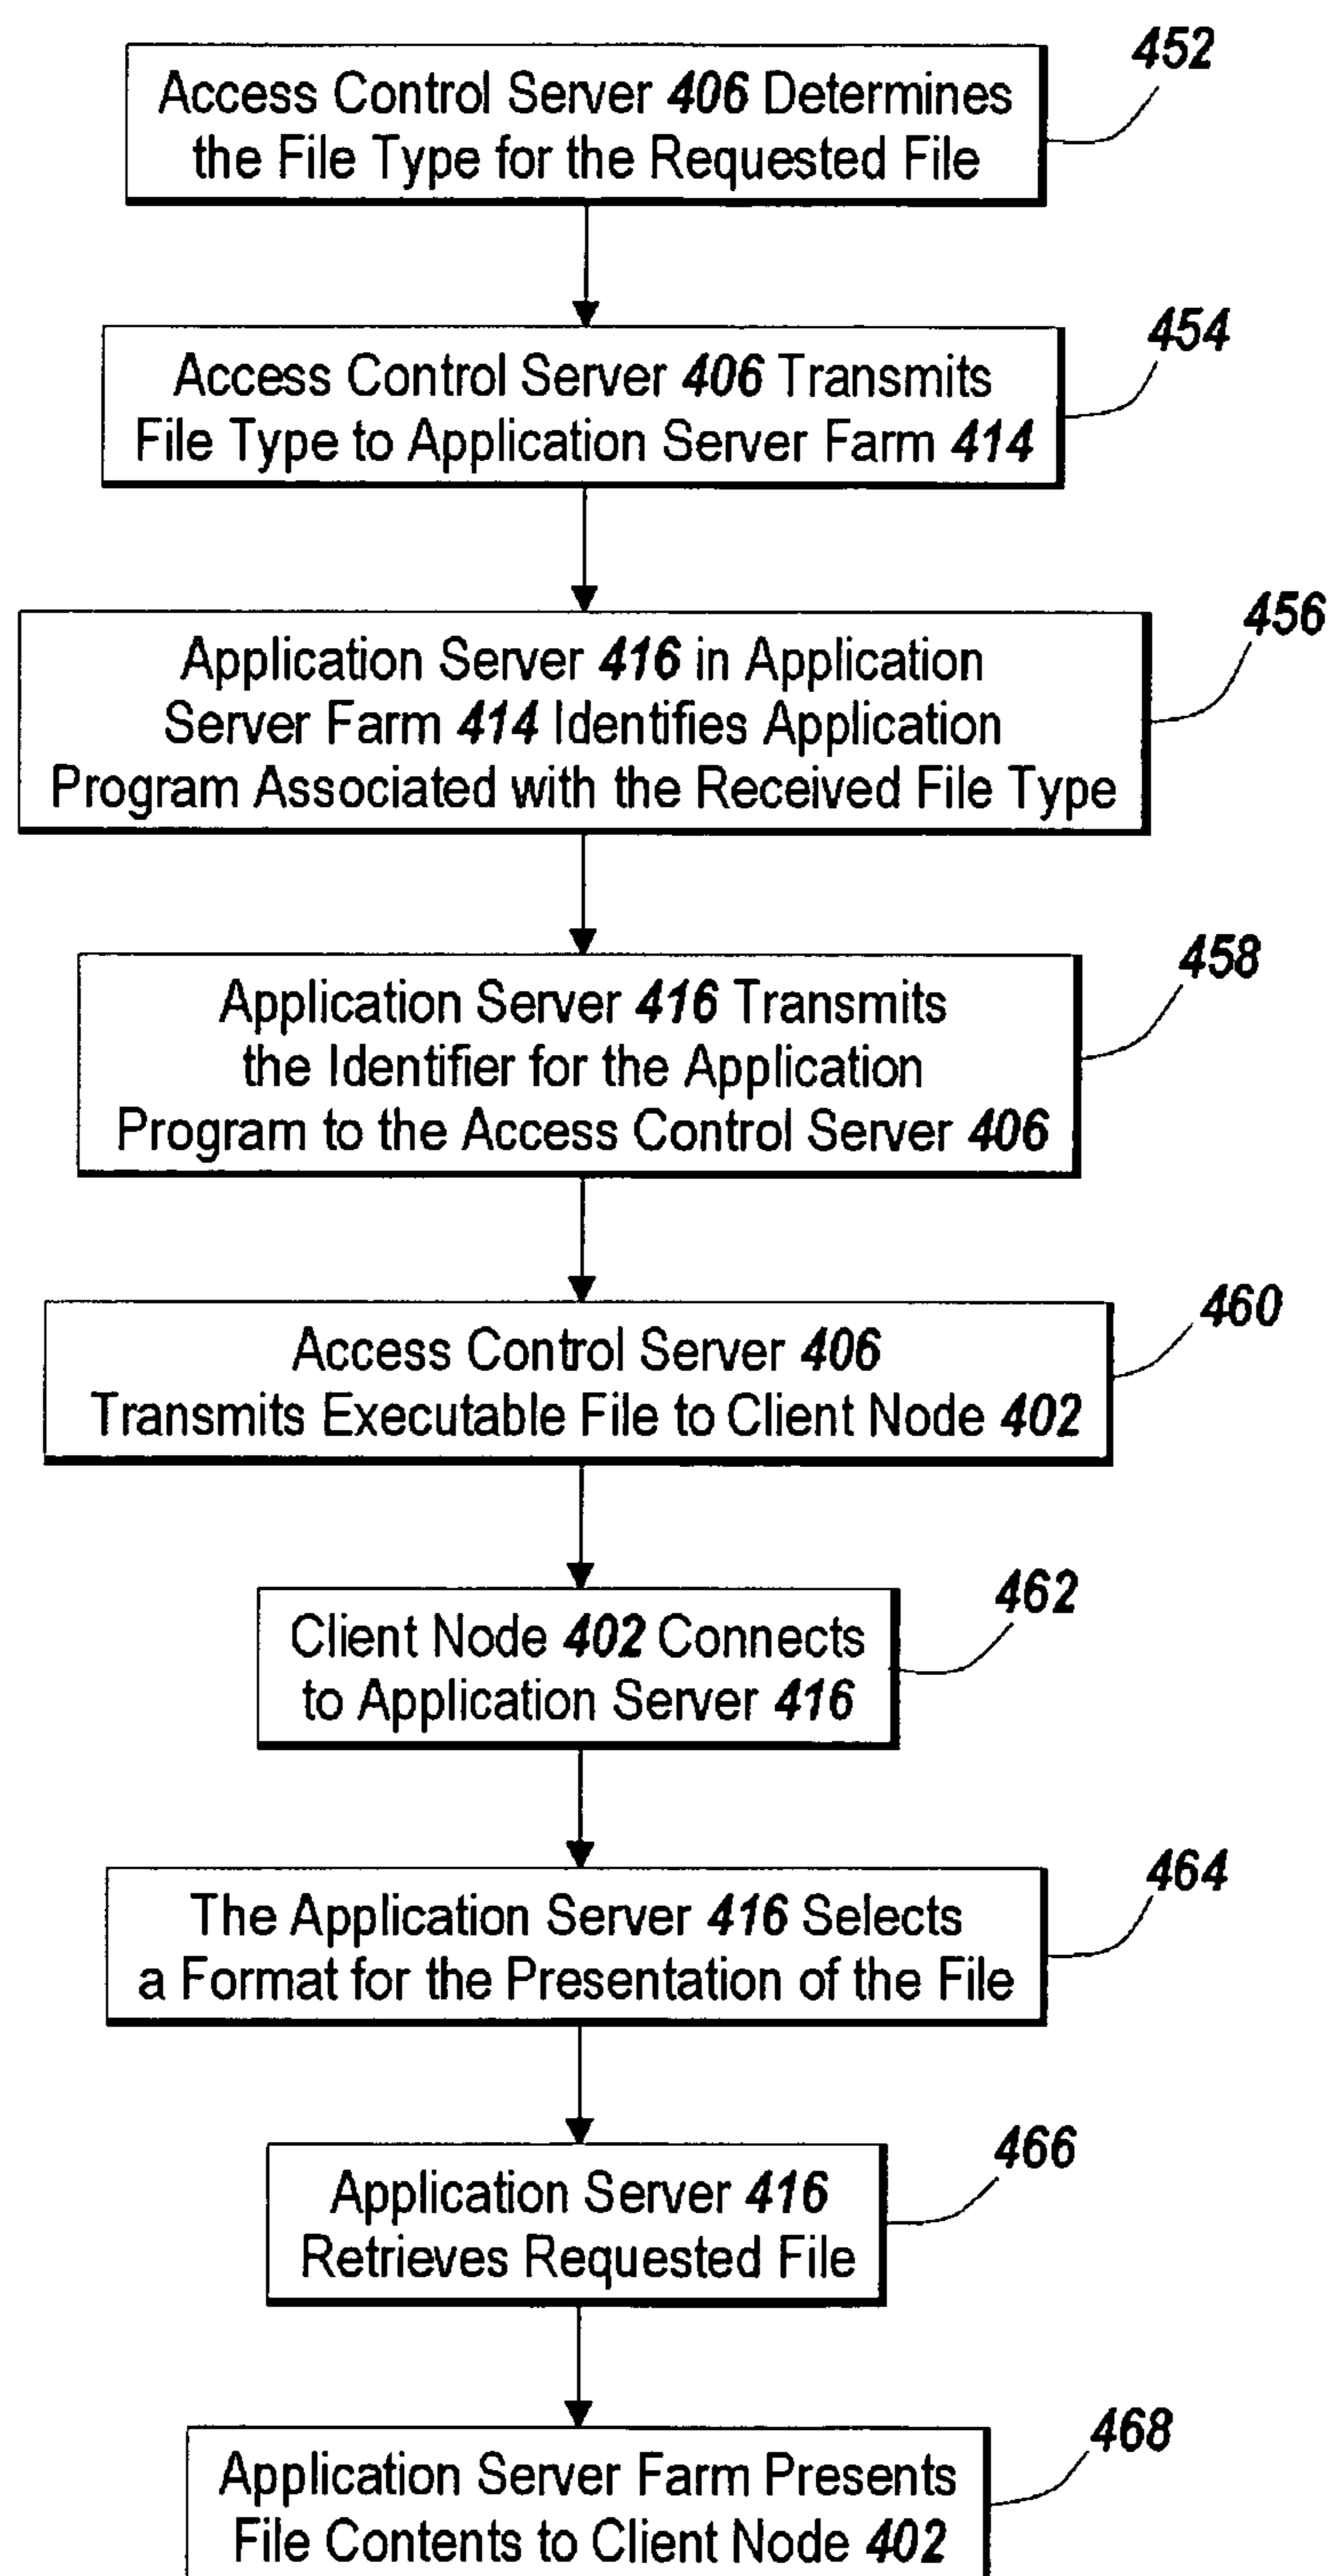 452
Access Control Server 406 Determines
the File Type for the Requested File
454
Access Control Server 406 Transmits
File Type to Application Server Farm 414
456
Application Server 416 in Application
Server Farm 414 Identifies Application
Program Associated with the Received File Type
458
Application Server 416 Transmits
the Identifier for the Application
Program to the Access Control Server 406
460
Access Control Server 406
Transmits Executable File to Client Node 402
462
Client Node 402 Connects
to Application Server 416
464
The Application Server 416 Selects
a Format for the Presentation of the File
466
Application Server 416
Retrieves Requested File
468
Application Server Farm Presents
File Contents to Client Node 402